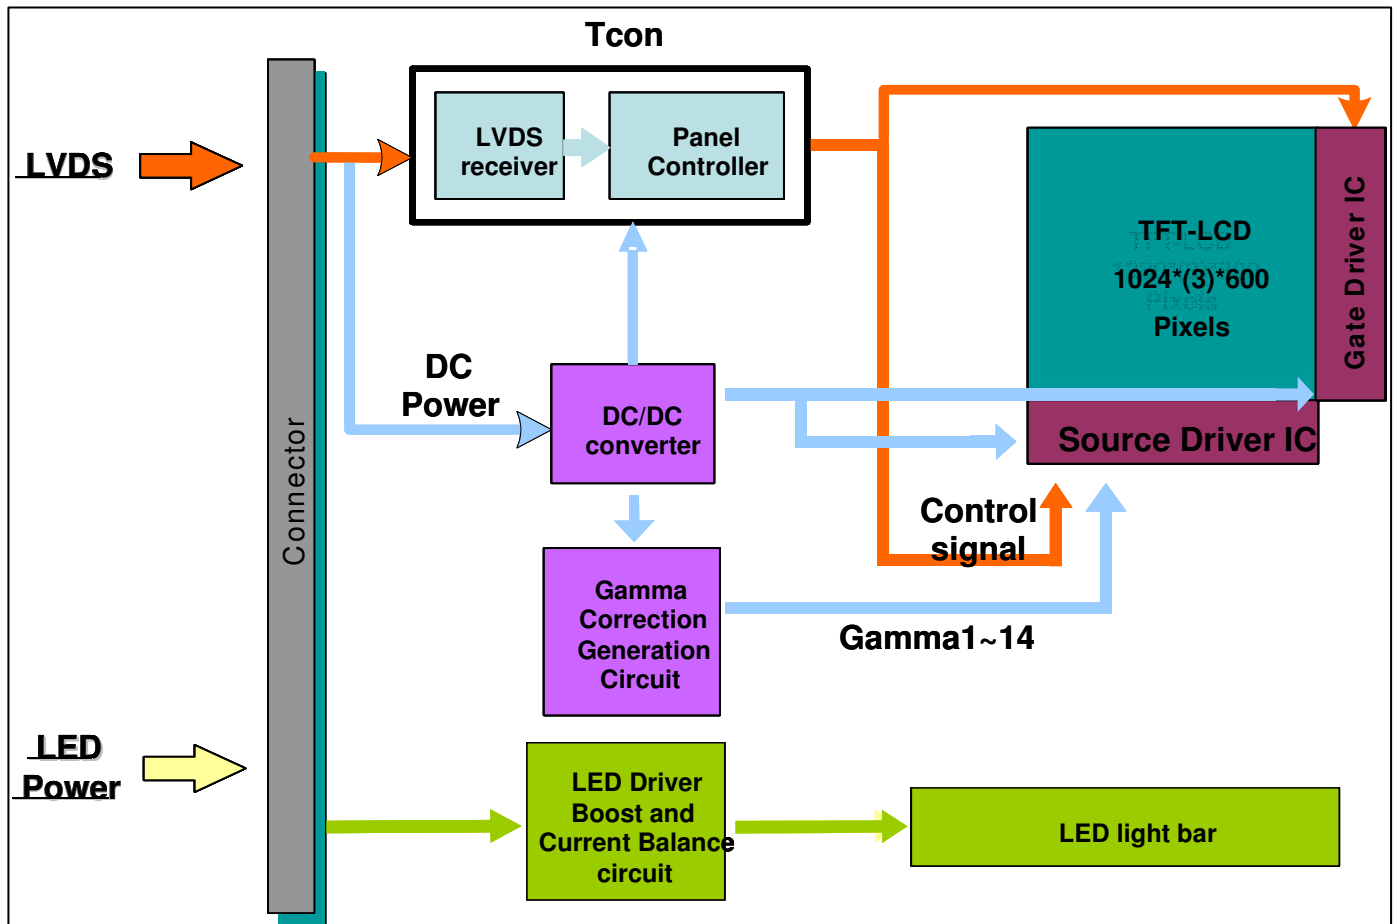 Tcon
LVDS
LVDS
receiver
Panel
Controller
TFT-LCD
1024*(3)*600
Pixels
Gate Driver IC
DC
Power
DC/DC
converter
Source Driver IC
Connector
Control
signal
Gamma
Correction
Generation
Circuit
Gamma1~14
LED
Power
LED Driver
Boost and
Current Balance
circuit
LED light bar